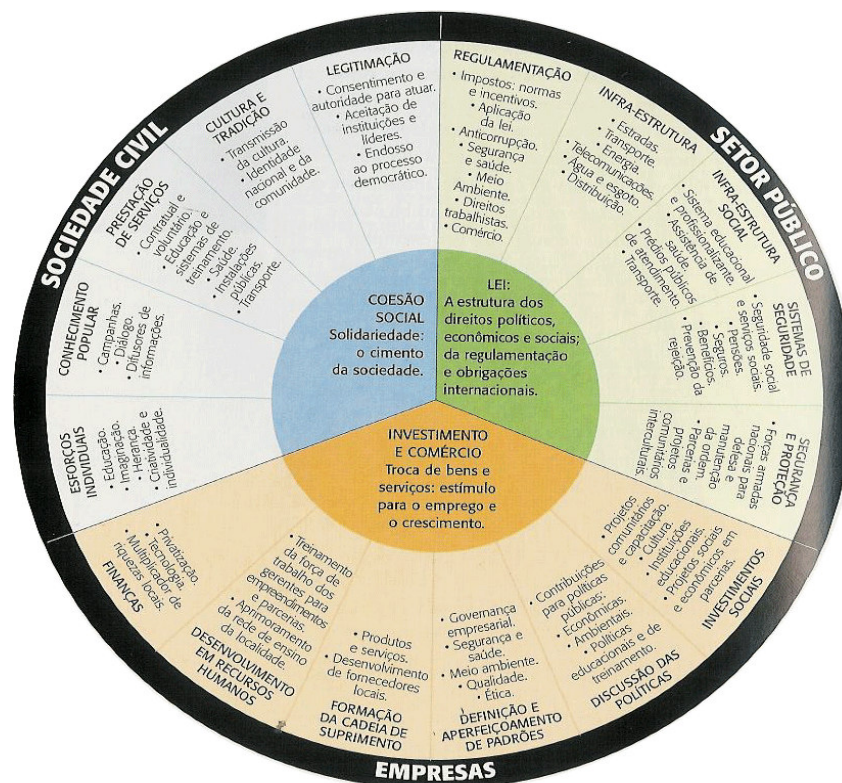 SOCIEDADE CIVIL
LEGITIMAÇÃO
• Consentimento e
autoridade para atuar.
• Aceitação de
instituições e
líderes.
• Endosso
ao processo
democrático.
CULTURA E
TRADIÇÃO
• Transmissão
da cultura.
• Identidade
nacional e da
comunidade.
PRESTAÇÃO
DE SERVIÇOS
• Contratual e
voluntário.
• Educação e
sistemas de
treinamento.
• Saúde.
• Instalações
públicas.
• Transporte.
CONHECIMENTO
POPULAR
• Campanhas.
• Diálogo.
• Difusores de
informações.
ESFORÇOS
INDIVIDUAIS
• Educação.
• Imaginação.
• Herança.
• Criatividade e
individualidade.
SETOR PÚBLICO
REGULAMENTAÇÃO
• Impostos: normas
e incentivos.
• Aplicação
da lei.
• Anticorrupção.
• Segurança
e saúde.
• Meio
Ambiente.
• Direitos
trabalhistas.
• Comércio.
INFRA-ESTRUTURA
• Estradas.
• Transporte.
• Energia.
• Telecomunicações.
• Água e esgoto.
• Distribuição.
INFRA-ESTRUTURA
SOCIAL
• Sistema educacional
e profissionalizante.
• Assistência de
saúde.
• Prédios públicos
de atendimento.
• Transporte.
SISTEMAS DE
SEGURIDADE
• Seguridade social
e serviços sociais.
• Pensões.
• Seguros.
• Benefícios.
• Prevenção da
rejeição.
SEGURANÇA
E PROTEÇÃO
• Forças armadas
nacionais para
defesa e
manutenção
da ordem.
• Parcerias e
projetos
comunitários
interculturais
COESÃO
SOCIAL
Solidariedade:
o cimento
da sociedade.
LEI:
A estrutura dos
direitos políticos,
econômicos e sociais;
da regulamentação
e obrigações
internacionais.
INVESTIMENTO
E COMÉRCIO
Troca de bens e
serviços: estímulo
para o emprego e
o crescimento.
• Privatização.
• Tecnologia.
• Multiplicador de
riquezas locais.
FINANÇAS
• Treinamento
da força de
trabalho dos
gerentes para
empreendimentos
parcerias.
• Aprimoramento
da rede de ensino
da localidade.
DESENVOLVIMENTO
EM RECURSOS
HUMANOS
• Produtos
e serviços.
• Desenvolvimento
de fornecedores
locais.
FORMAÇÃO
DA CADEIA DE
SUPRIMENTO
• Governança
empresarial.
• Segurança e
saúde.
• Meio ambiente.
• Qualidade.
• Ética.
DEFINIÇÃO E
APERFEIÇOAMENTO
DE PADRÕES
• Contribuições
para políticas
públicas:
• Econômicas.
• Ambientais.
• Políticas
educacionais e de
treinamento.
DISCUSSÃO DAS
POLÍTICAS
• Projetos
comunitários
e capacitação.
• Cultura.
• Instituições
educacionais.
• Projetos sociais
e econômicos em
parcerias.
INVESTIMENTOS
SOCIAIS
EMPRESAS